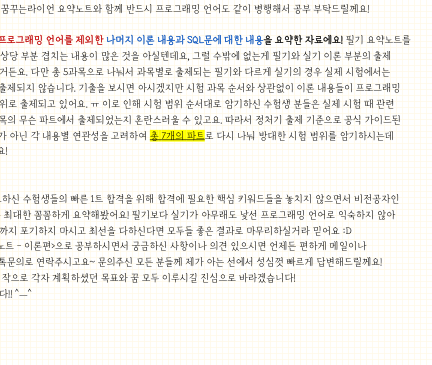 꿈꾸는라이언 요약노트와 함께 반드시 프로그래밍 언어도 같이 병행해서 공부 부탁드릴게요!
프로그래밍 언어를 제외한 나머지 이론 내용과 SQL문에 대한 내용을 요약한 자료에요! 필기 요약노트를
상당 부분 겹치는 내용이 많은 것을 아실텐데요, 그럴 수밖에 없는게 필기와 실기 이론 부분의 출제
거든요. 다만 총 5과목으로 나눠서 과목별로 출제되는 필기와 다르게 실기의 경우 실제 시험에서는
출제되지 않습니다. 기출을 보시면 아시겠지만 시험 과목 순서와 상관없이 이론 내용들이 프로그래밍
위로 출제되고 있어요. ㅠ 이로 인해 시험 범위 순서대로 암기하신 수험생 분들은 실제 시험 때 관련
목의 무슨 파트에서 출제되었는지 혼란스러울 수 있고요. 따라서 정처기 출제 기준으로 공식 가이드된
가 아닌 각 내용별 연관성을 고려하여 총 7개의 파트로 다시 나눠 방대한 시험 범위를 암기하시는데
요!
하신 수험생들의 빠른 1트 합격을 위해 합격에 필요한 핵심 키워드들을 놓치지 않으면서 비전공자인
최대한 꼼꼼하게 요약해봤어요! 필기보다 실기가 아무래도 낯선 프로그래밍 언어로 익숙하지 않아
까지 포기하지 마시고 최선을 다하신다면 모두들 좋은 결과로 마무리하실거라 믿어요 :D
노트 - 이론편>으로 공부하시면서 궁금하신 사항이나 의견 있으시면 언제든 편하게 메일이나
톡문의로 연락주시고요~ 문의주신 모든 분들께 제가 아는 선에서 성심껏 빠르게 답변해드릴께요!
작으로 각자 계획하셨던 목표와 꿈 모두 이루시길 진심으로 바라겠습니다!
다!! ^__^